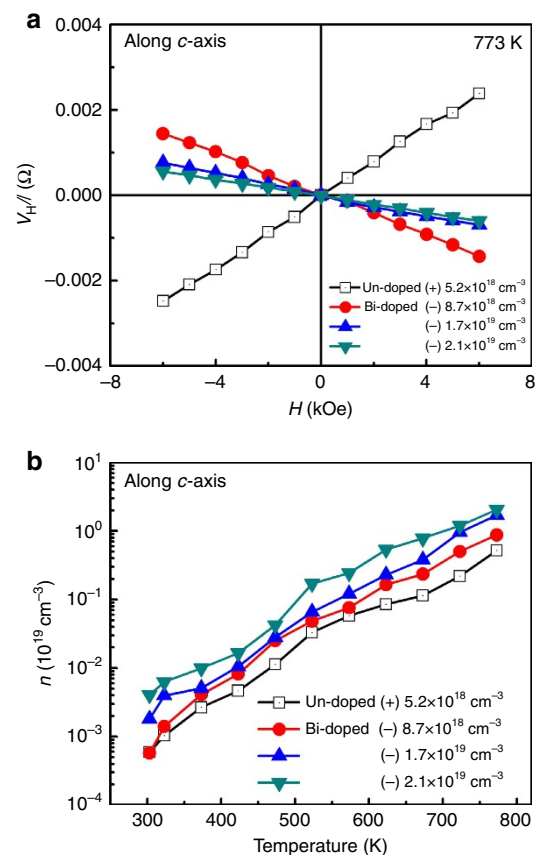 a
Along c-axis
773 K
0.004
0.002
0.000
−0.002
−0.004
V_H/I (Ω)
Un-doped (+) 5.2×10^18 cm^−3
Bi-doped (−) 8.7×10^18 cm^−3
(−) 1.7×10^19 cm^−3
(−) 2.1×10^19 cm^−3
−8 −4 0 4 8
H (kOe)
b
Along c-axis
10^1
10^0
10^−1
10^−2
10^−3
10^−4
n (10^19 cm^−3)
Un-doped (+) 5.2×10^18 cm^−3
Bi-doped (−) 8.7×10^18 cm^−3
(−) 1.7×10^19 cm^−3
(−) 2.1×10^19 cm^−3
300 400 500 600 700 800
Temperature (K)